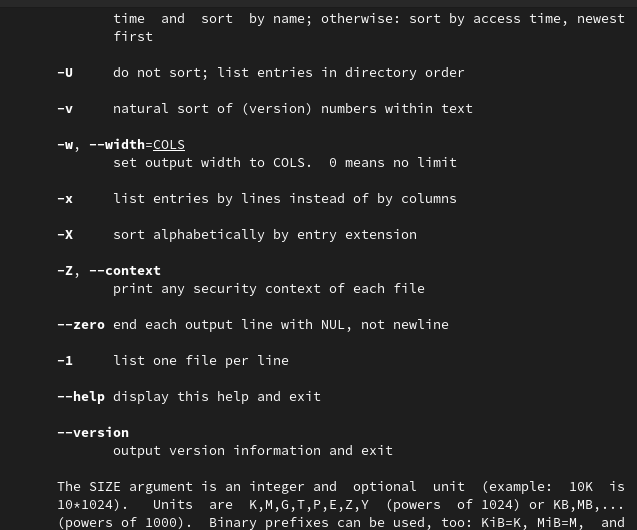 time  and  sort  by name; otherwise: sort by access time, newest
first
-U     do not sort; list entries in directory order
-v     natural sort of (version) numbers within text
-w, --width=COLS
set output width to COLS.  0 means no limit
-x     list entries by lines instead of by columns
-X     sort alphabetically by entry extension
-Z, --context
print any security context of each file
--zero end each output line with NUL, not newline
-1     list one file per line
--help display this help and exit
--version
output version information and exit
The SIZE argument is an integer and  optional  unit  (example:  10K  is
10*1024).   Units  are  K,M,G,T,P,E,Z,Y  (powers  of 1024) or KB,MB,...
(powers of 1000).  Binary prefixes can be used, too: KiB=K, MiB=M,  and